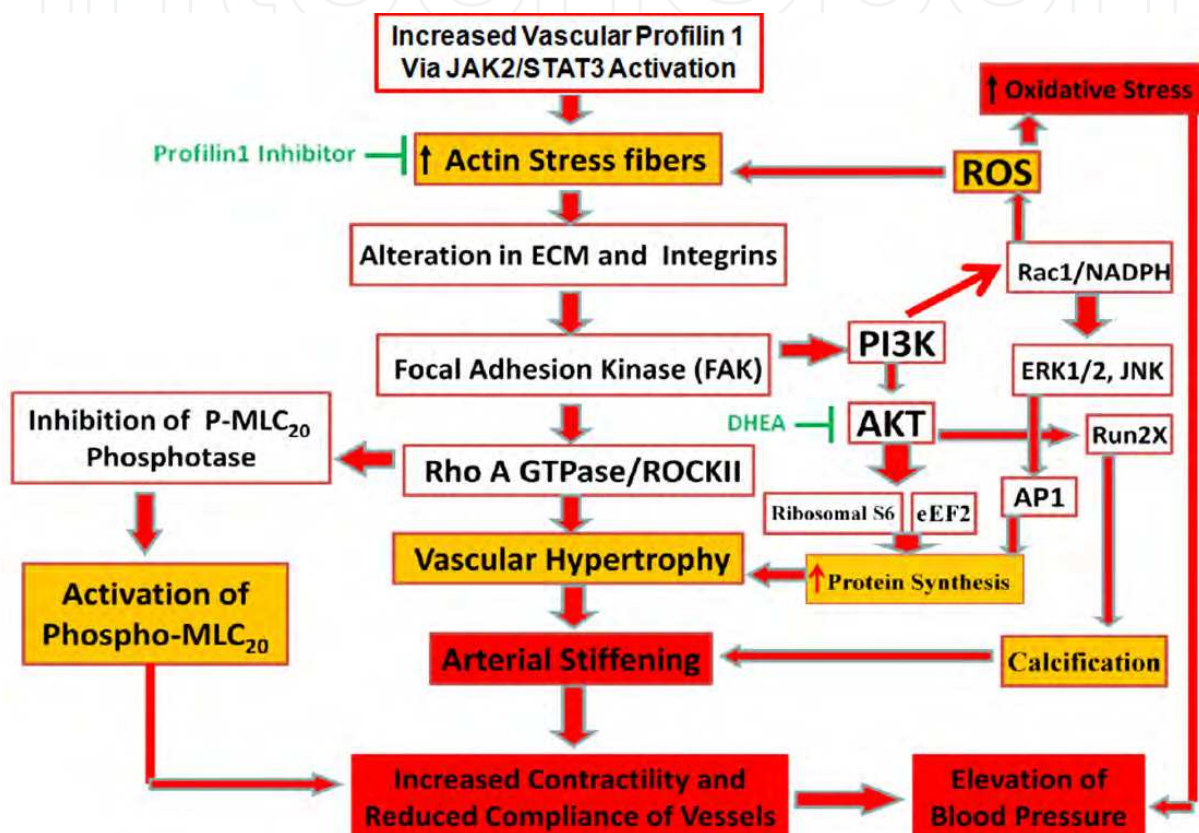 Increased Vascular Profilin 1
Via JAK2/STAT3 Activation
↑ Oxidative Stress
Profilin1 Inhibitor
↑ Actin Stress fibers
ROS
Alteration in ECM and Integrins
Rac1/NADPH
Focal Adhesion Kinase (FAK)
PI3K
ERK1/2, JNK
Inhibition of P-MLC20
Phosphotase
DHEA
AKT
Run2X
Rho A GTPase/ROCKII
Ribosomal S6
eEF2
AP1
Vascular Hypertrophy
↑ Protein Synthesis
Activation of
Phospho-MLC20
Arterial Stiffening
Calcification
Increased Contractility and
Reduced Compliance of Vessels
Elevation of
Blood Pressure